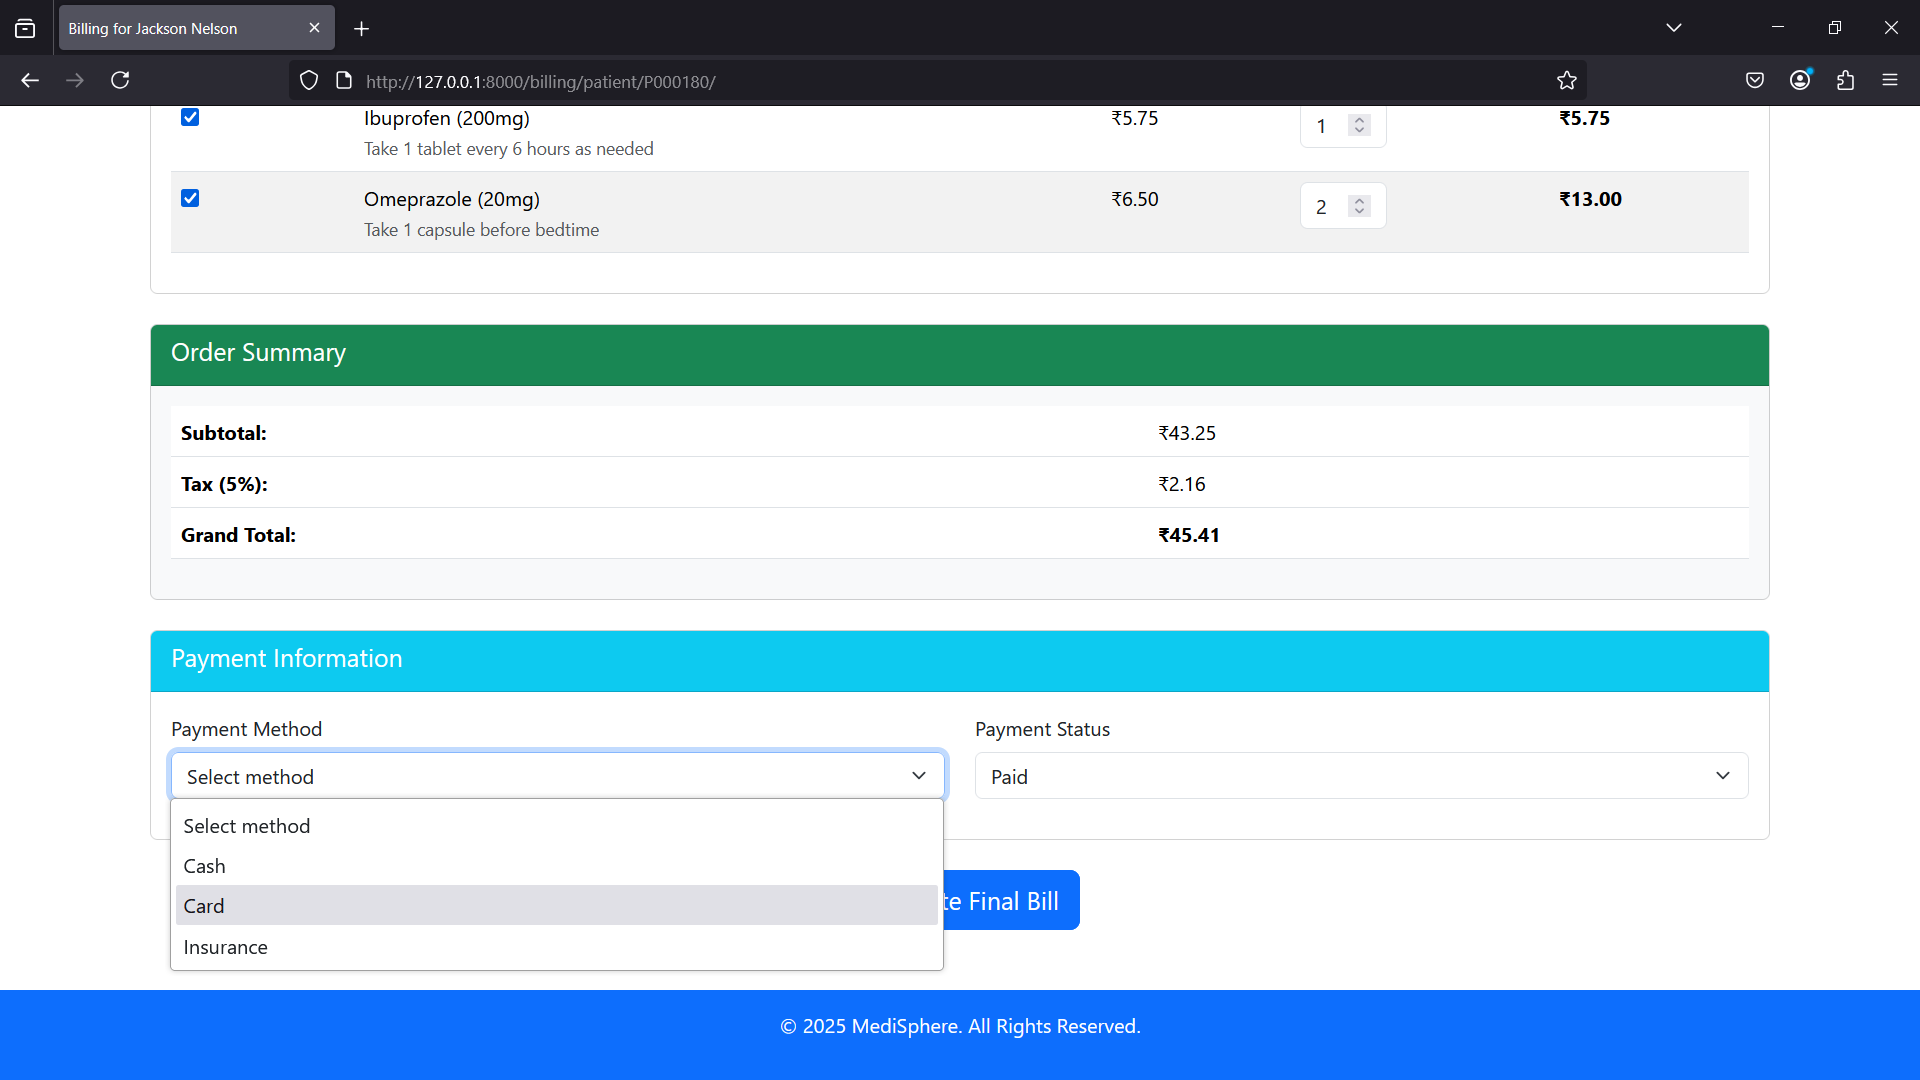 Billing for Jackson Nelson
http://127.0.0.1:8000/billing/patient/P000180/
Ibuprofen (200mg) ₹5.75 1 ₹5.75
Take 1 tablet every 6 hours as needed
Omeprazole (20mg) ₹6.50 2 ₹13.00
Take 1 capsule before bedtime
Order Summary
Subtotal: ₹43.25
Tax (5%): ₹2.16
Grand Total: ₹45.41
Payment Information
Payment Method Payment Status
Select method Paid
Select method
Cash
Card
te Final Bill
Insurance
© 2025 MediSphere. All Rights Reserved.